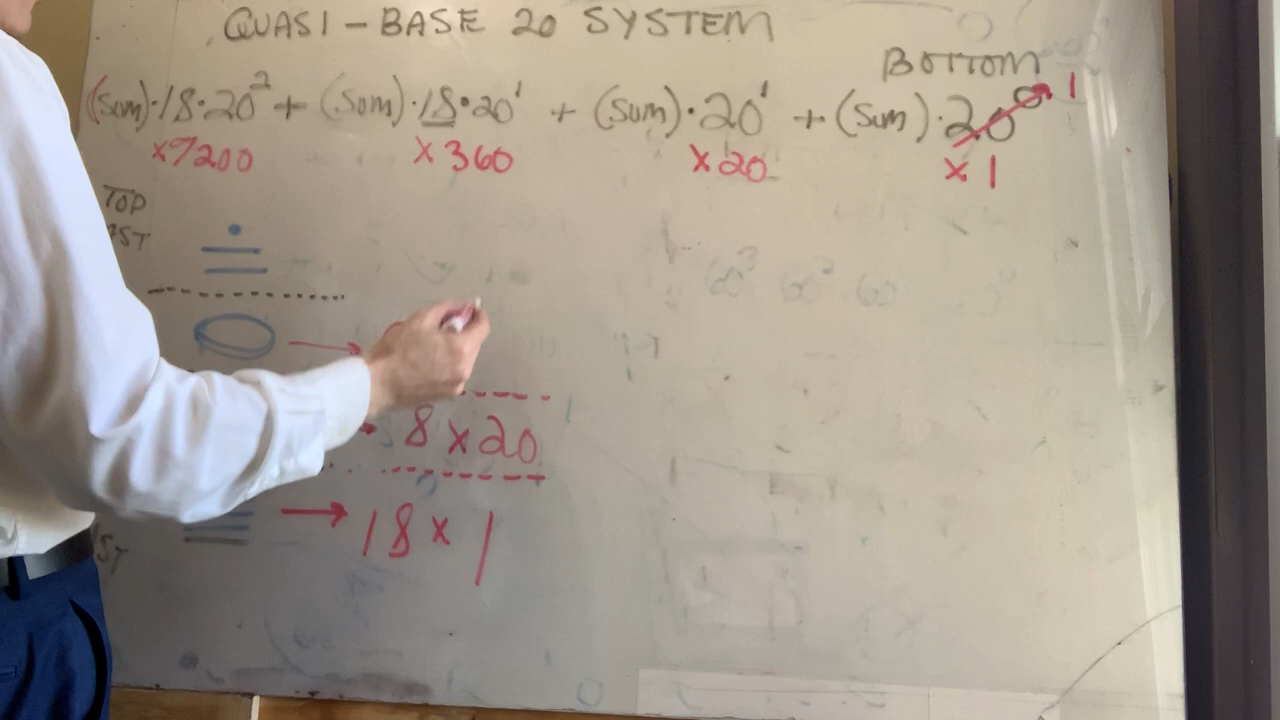 QUASI-BASE 20 SYSTEM
BOTTOM
(Sum)·18·20² + (Sum)·18·20¹ + (Sum)·20¹ + (Sum)·20⁰ 1
×7200 ×360 ×20 ×1
TOP
8×20
18×1